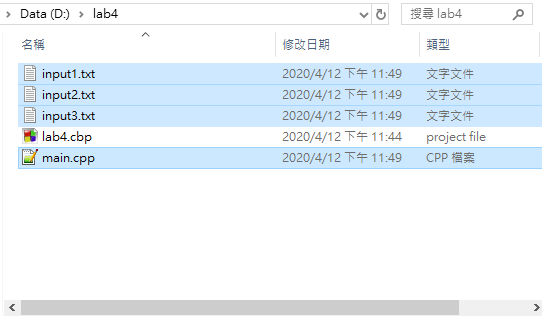 Data (D:) > lab4
搜尋 lab4
名稱 修改日期 類型
input1.txt 2020/4/12 下午 11:49 文字文件
input2.txt 2020/4/12 下午 11:49 文字文件
input3.txt 2020/4/12 下午 11:49 文字文件
lab4.cbp 2020/4/12 下午 11:44 project file
main.cpp 2020/4/12 下午 11:49 CPP 檔案